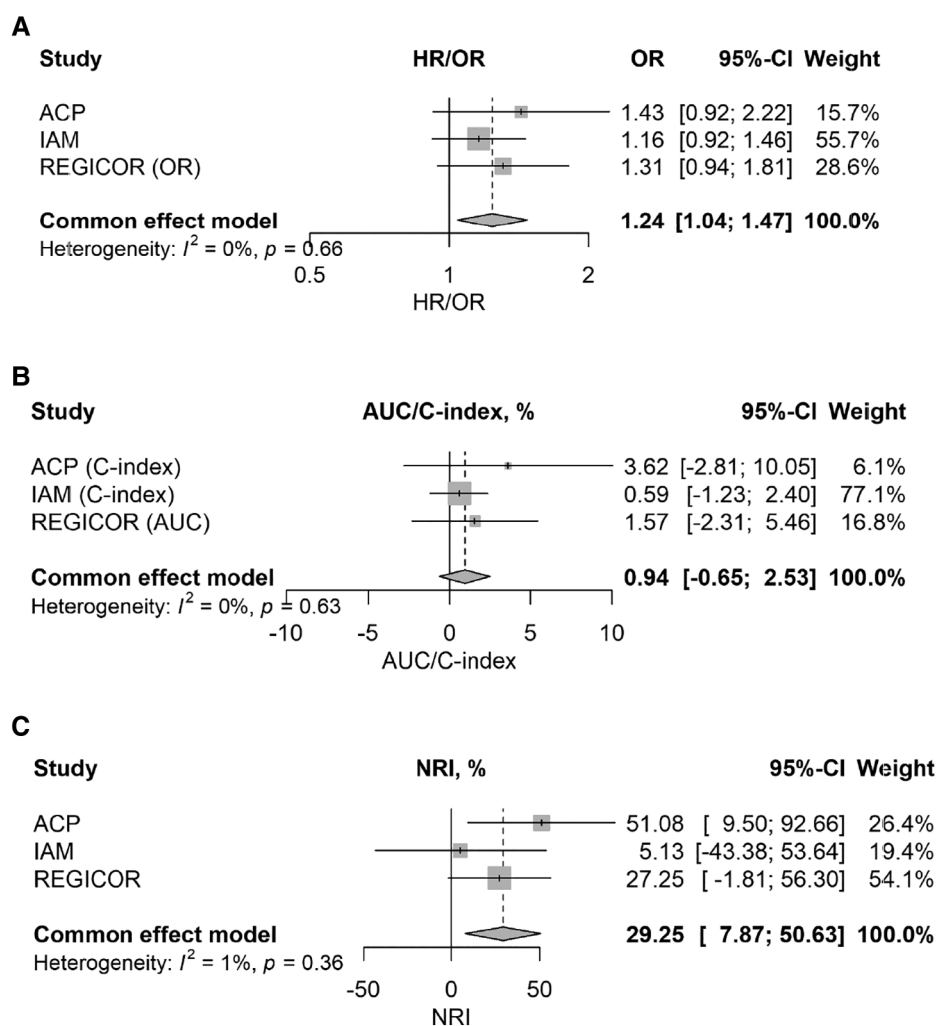 A
Study HR/OR OR 95%-CI Weight
ACP 1.43 [0.92; 2.22] 15.7%
IAM 1.16 [0.92; 1.46] 55.7%
REGICOR (OR) 1.31 [0.94; 1.81] 28.6%
Common effect model 1.24 [1.04; 1.47] 100.0%
Heterogeneity: I² = 0%, p = 0.66
0.5 1 2
HR/OR
B
Study AUC/C-index, % 95%-CI Weight
ACP (C-index) 3.62 [-2.81; 10.05] 6.1%
IAM (C-index) 0.59 [-1.23; 2.40] 77.1%
REGICOR (AUC) 1.57 [-2.31; 5.46] 16.8%
Common effect model 0.94 [-0.65; 2.53] 100.0%
Heterogeneity: I² = 0%, p = 0.63
-10 -5 0 5 10
AUC/C-index
C
Study NRI, % 95%-CI Weight
ACP 51.08 [ 9.50; 92.66] 26.4%
IAM 5.13 [-43.38; 53.64] 19.4%
REGICOR 27.25 [ -1.81; 56.30] 54.1%
Common effect model 29.25 [ 7.87; 50.63] 100.0%
Heterogeneity: I² = 1%, p = 0.36
-50 0 50
NRI